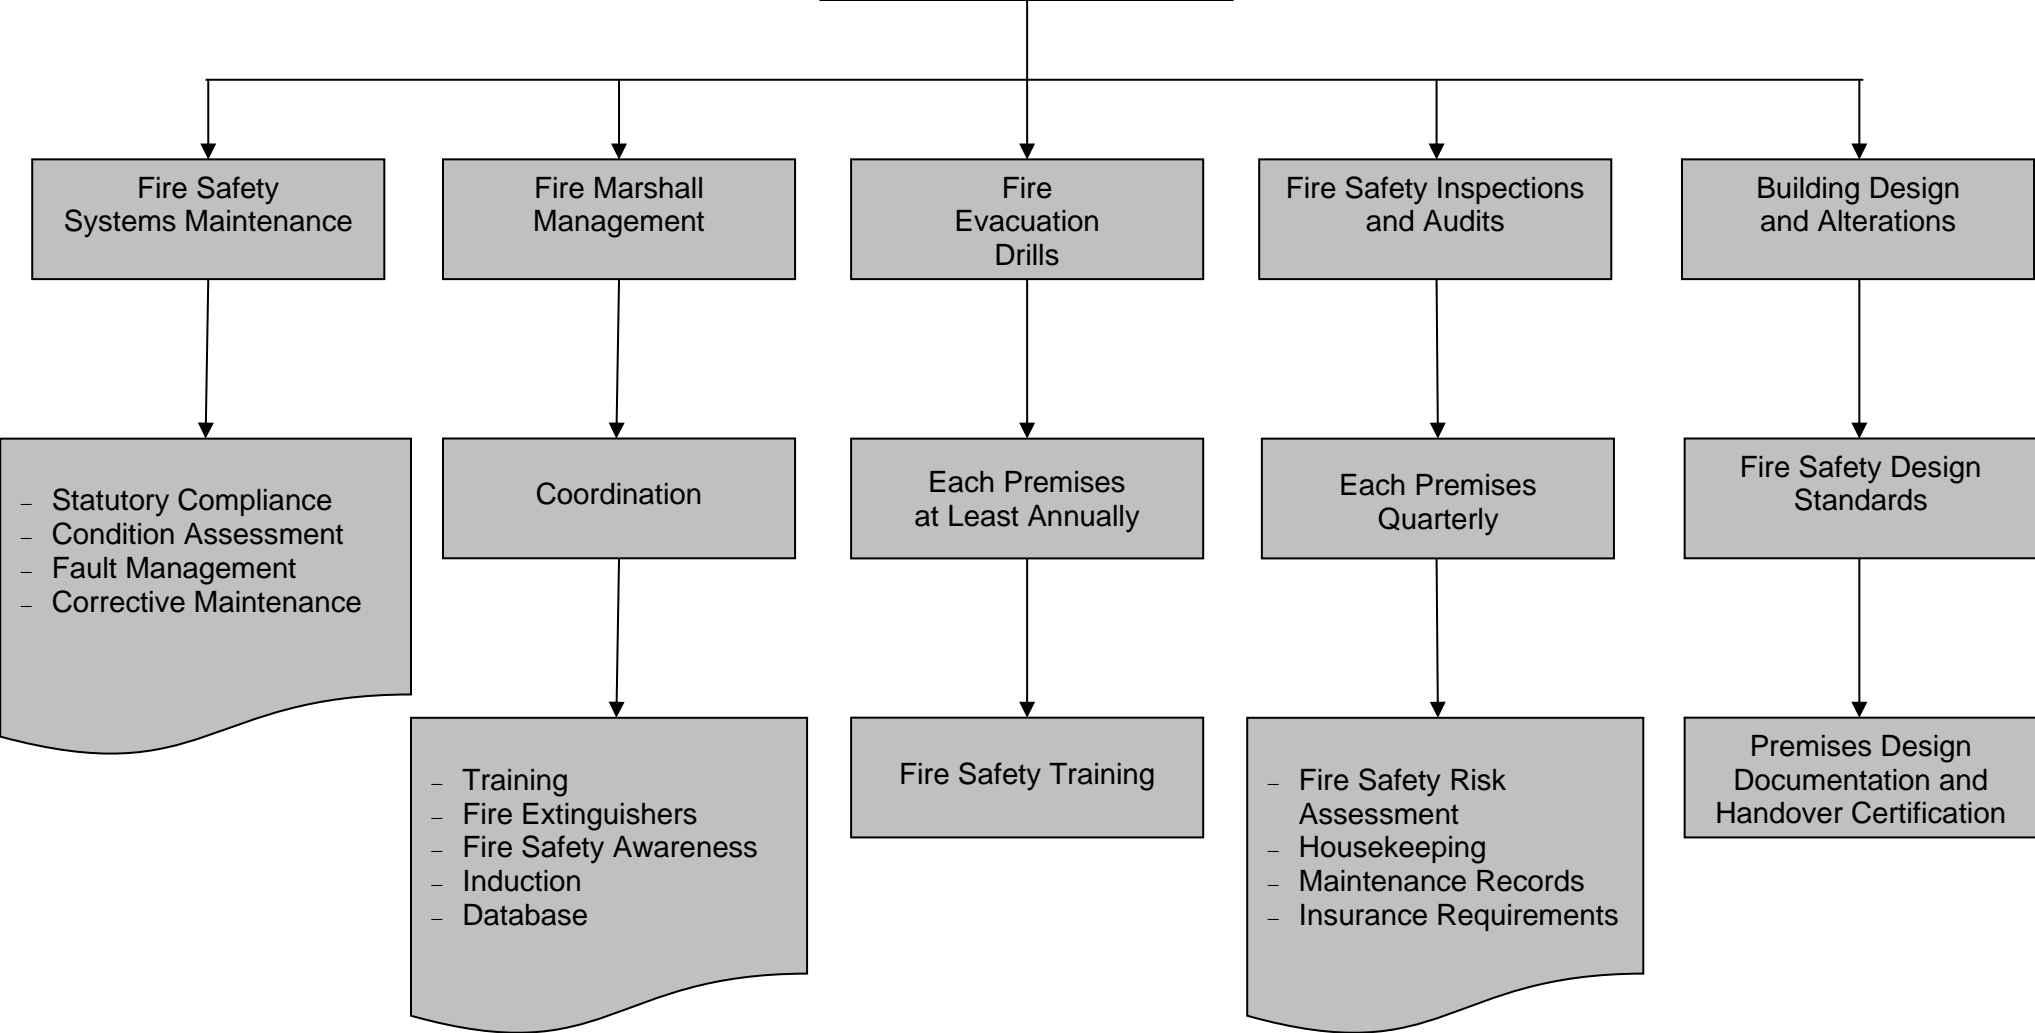 Fire Safety
Systems Maintenance
Fire Marshall
Management
Fire
Evacuation
Drills
Fire Safety Inspections
and Audits
Building Design
and Alterations
– Statutory Compliance
– Condition Assessment
– Fault Management
– Corrective Maintenance
Coordination
Each Premises
at Least Annually
Each Premises
Quarterly
Fire Safety Design
Standards
– Training
– Fire Extinguishers
– Fire Safety Awareness
– Induction
– Database
Fire Safety Training
– Fire Safety Risk
Assessment
– Housekeeping
– Maintenance Records
– Insurance Requirements
Premises Design
Documentation and
Handover Certification